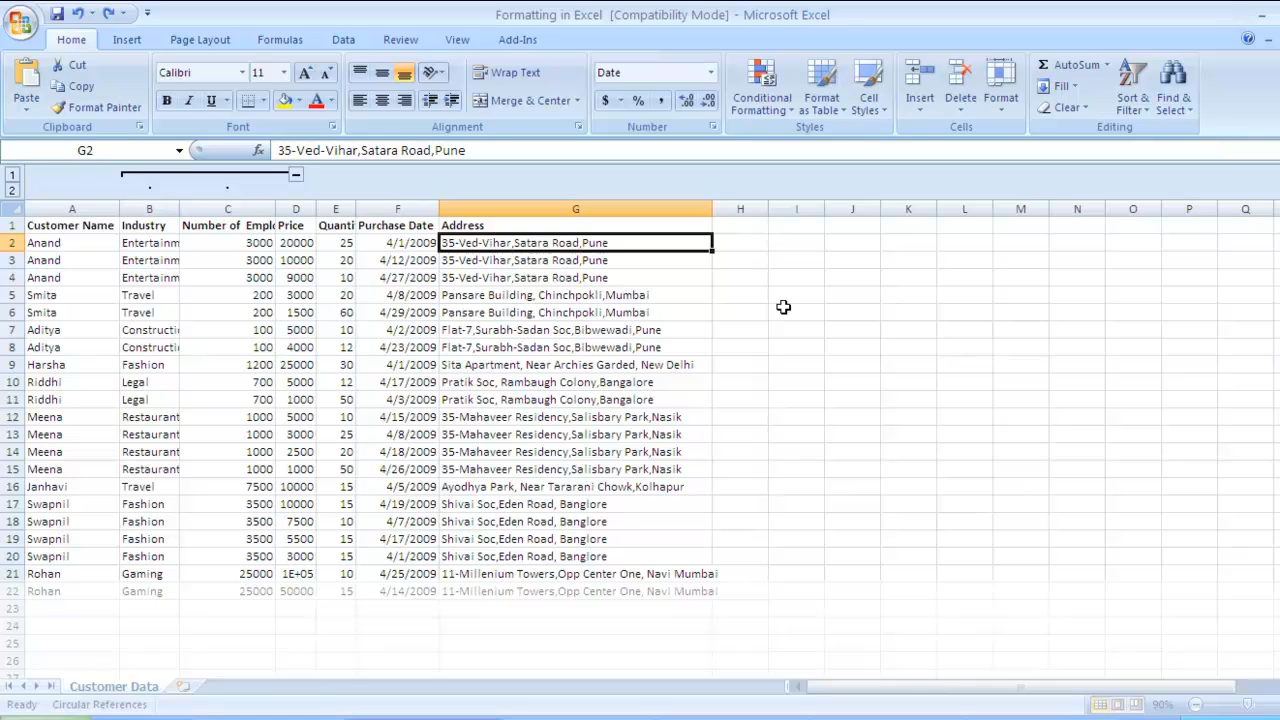 Formatting in Excel [Compatibility Mode] - Microsoft Excel
Home Insert Page Layout Formulas Data Review View Add-Ins
Paste Cut Copy Format Painter
Calibri 11
B I U A
Wrap Text
Merge & Center
Date
$ % ,
Conditional Formatting Format as Table Cell Styles
Insert Delete Format
Σ AutoSum Fill Clear
Sort & Filter Find & Select
Clipboard Font Alignment Number Styles Cells Editing
G2 fx 35-Ved-Vihar,Satara Road,Pune
1
2
A B C D E F G H I J K L M N O P Q
1 Customer Name Industry Number of Emplo Price Quanti Purchase Date Address
2 Anand Entertainm 3000 20000 25 4/1/2009 35-Ved-Vihar,Satara Road,Pune
3 Anand Entertainm 3000 10000 20 4/12/2009 35-Ved-Vihar,Satara Road,Pune
4 Anand Entertainm 3000 9000 10 4/27/2009 35-Ved-Vihar,Satara Road,Pune
5 Smita Travel 200 3000 20 4/8/2009 Pansare Building, Chinchpokli,Mumbai
6 Smita Travel 200 1500 60 4/29/2009 Pansare Building, Chinchpokli,Mumbai
7 Aditya Constructi 100 5000 10 4/2/2009 Flat-7,Surabh-Sadan Soc,Bibwewadi,Pune
8 Aditya Constructi 100 4000 12 4/23/2009 Flat-7,Surabh-Sadan Soc,Bibwewadi,Pune
9 Harsha Fashion 1200 25000 30 4/1/2009 Sita Apartment, Near Archies Garded, New Delhi
10 Riddhi Legal 700 5000 12 4/17/2009 Pratik Soc, Rambaugh Colony,Bangalore
11 Riddhi Legal 700 1000 50 4/3/2009 Pratik Soc, Rambaugh Colony,Bangalore
12 Meena Restaurant 1000 5000 10 4/15/2009 35-Mahaveer Residency,Salisbary Park,Nasik
13 Meena Restaurant 1000 3000 25 4/8/2009 35-Mahaveer Residency,Salisbary Park,Nasik
14 Meena Restaurant 1000 2500 20 4/18/2009 35-Mahaveer Residency,Salisbary Park,Nasik
15 Meena Restaurant 1000 1000 50 4/26/2009 35-Mahaveer Residency,Salisbary Park,Nasik
16 Janhavi Travel 7500 10000 15 4/5/2009 Ayodhya Park, Near Tararani Chowk,Kolhapur
17 Swapnil Fashion 3500 10000 15 4/19/2009 Shivai Soc,Eden Road, Banglore
18 Swapnil Fashion 3500 7500 10 4/7/2009 Shivai Soc,Eden Road, Banglore
19 Swapnil Fashion 3500 5500 15 4/17/2009 Shivai Soc,Eden Road, Banglore
20 Swapnil Fashion 3500 3000 15 4/1/2009 Shivai Soc,Eden Road, Banglore
21 Rohan Gaming 25000 1E+05 10 4/25/2009 11-Millenium Towers,Opp Center One, Navi Mumbai
22 Rohan Gaming 25000 50000 15 4/14/2009 11-Millenium Towers,Opp Center One, Navi Mumbai
23
24
25
26
27
Customer Data
Ready Circular References 90%